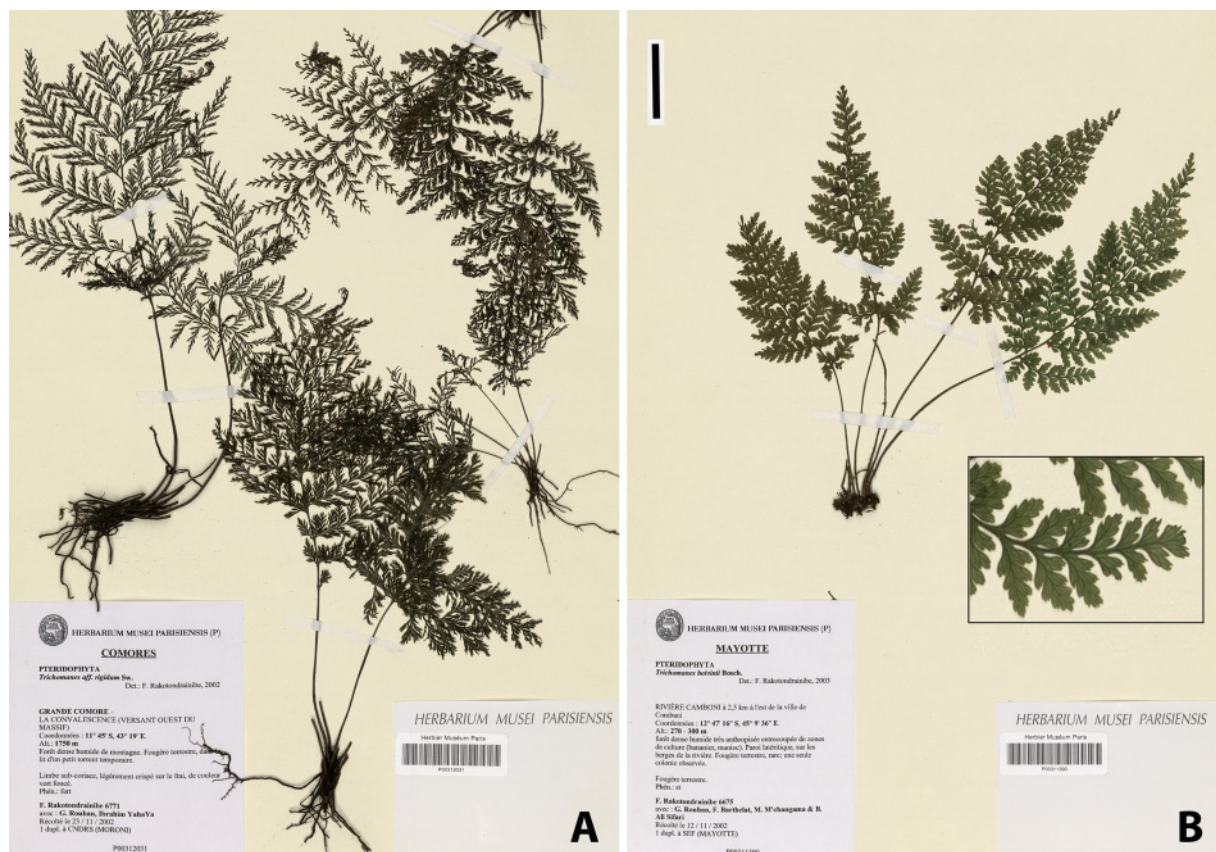 HERBARIUM MUSEI PARISIENSIS (P)
COMORES
PTERIDOPHYTA
Trichomanes aff. rigidum Sw.
Det.: F. Rakotondrainibe, 2002
GRANDE COMORE -
LA CONVALESCENCE (VERSANT OUEST DU
MASSIF)
Coordonnées : 11° 45' S, 43° 19' E.
Alt.: 1750 m
Forêt dense humide de montagne. Fougère terrestre, dans le
lit d'un petit torrent temporaire.
Limbe sub-coriace, légèrement crispé sur le frai, de couleur
vert foncé.
Phén.: fert
F. Rakotondrainibe 6771
avec : G. Rouhan, Ibrahim YahaYa
Récolté le 23 / 11 / 2002
1 dupl. à CNDRS (MORONI)
P00312031
HERBARIUM MUSEI PARISIENSIS
Herbier Muséum Paris
P00312031
A
HERBARIUM MUSEI PARISIENSIS (P)
MAYOTTE
PTERIDOPHYTA
Trichomanes boivinii Bosch.
Det.: F. Rakotondrainibe, 2003
RIVIÈRE CAMBONI à 2,5 km à l'est de la ville de
Combani
Coordonnées : 12° 47' 16" S, 45° 9' 36" E.
Alt.: 270 - 300 m
forêt dense humide très anthropisée entrecoupée de zones
de culture (bananier, manioc). Paroi latéritique, sur les
berges de la rivière. Fougère terrestre, rare; une seule
colonie observée.
Fougère terrestre.
Phén.: st
F. Rakotondrainibe 6675
avec : G. Rouhan, F. Barthelat, M. M'changama & B.
Ali Sifari
Récolté le 12 / 11 / 2002
1 dupl. à SEF (MAYOTTE)
HERBARIUM MUSEI PARISIENSIS
Herbier Muséum Paris
B